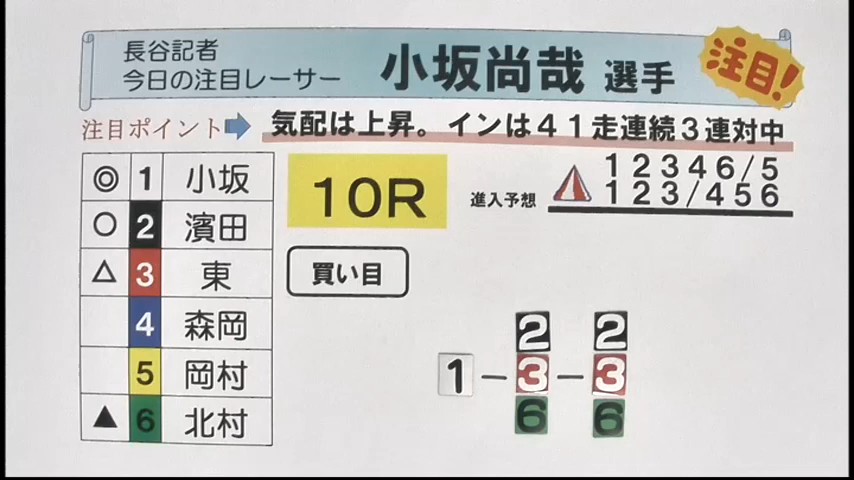 長谷記者
今日の注目レーサー 小坂尚哉 選手
注目!
注目ポイント 気配は上昇。インは41走連続3連対中
◎ 1 小坂
○ 2 濱田
△ 3 東
4 森岡
5 岡村
▲ 6 北村
10R
進入予想
12346/5
123/456
買い目
2 2
1-3-3
6 6